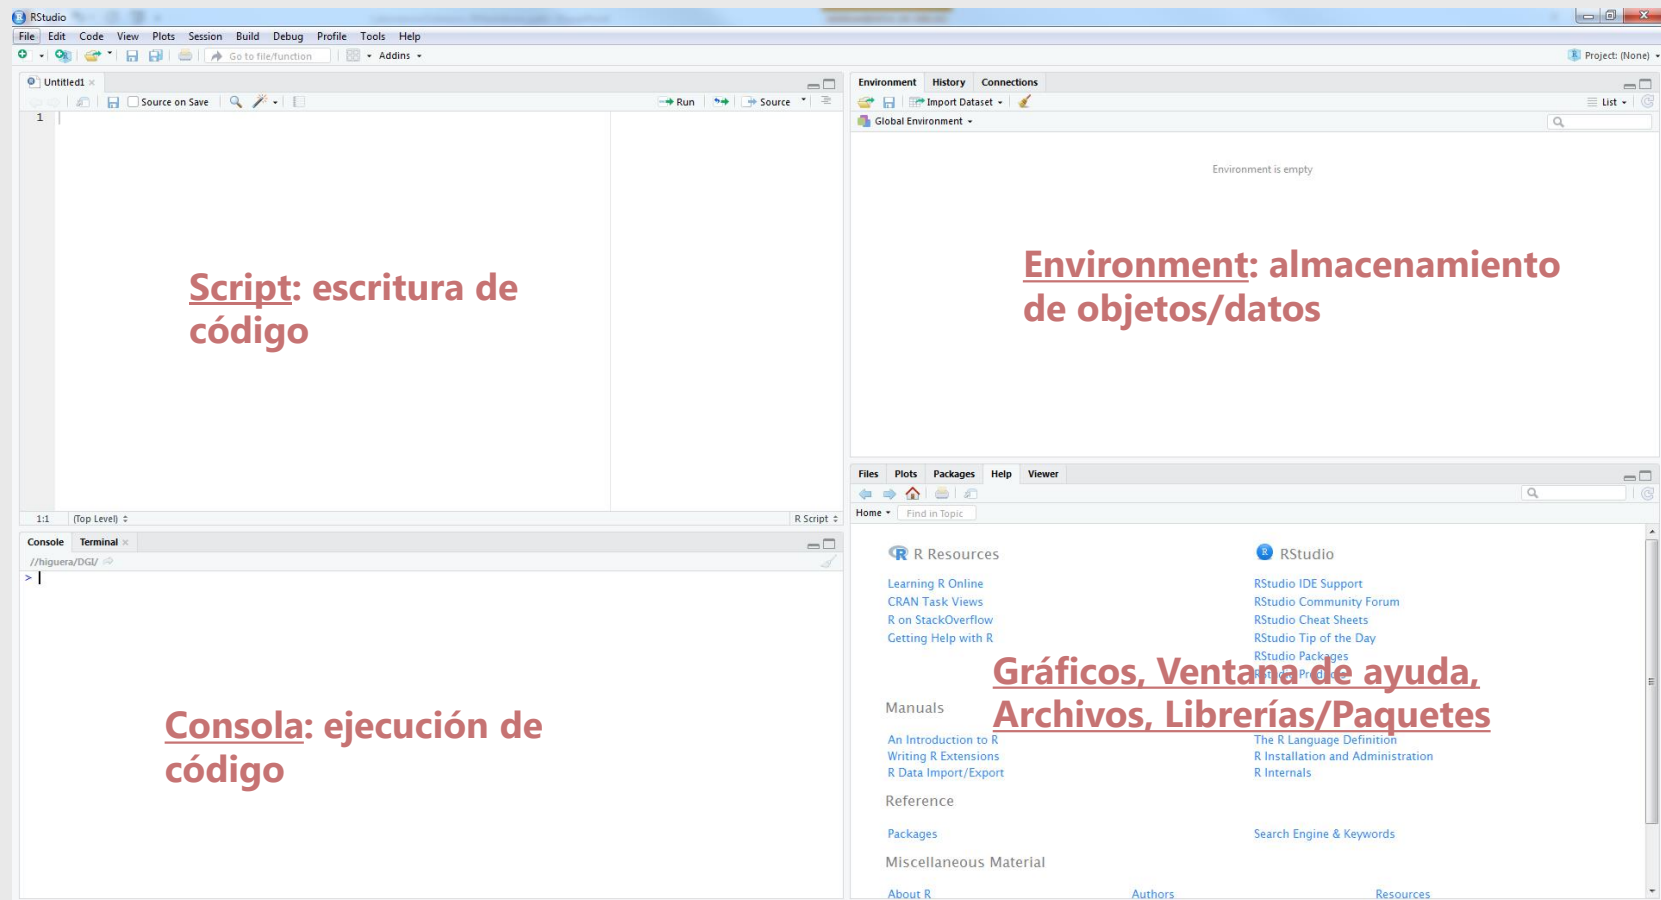 RStudio
File Edit Code View Plots Session Build Debug Profile Tools Help
Go to file/function Addins Project: (None)
Untitled1
Source on Save Run Source
1
Script: escritura de
código
1:1 (Top Level) R Script
Console Terminal
//higuera/DGI/
>
Consola: ejecución de
código
Environment History Connections
Import Dataset List
Global Environment
Environment is empty
Environment: almacenamiento
de objetos/datos
Files Plots Packages Help Viewer
Home Find in Topic
R Resources RStudio
Learning R Online RStudio IDE Support
CRAN Task Views RStudio Community Forum
R on StackOverflow RStudio Cheat Sheets
Getting Help with R RStudio Tip of the Day
RStudio Packages
Gráficos, Ventana de ayuda,
Archivos, Librerías/Paquetes
Manuals
An Introduction to R The R Language Definition
Writing R Extensions R Installation and Administration
R Data Import/Export R Internals
Reference
Packages Search Engine & Keywords
Miscellaneous Material
About R Authors Resources